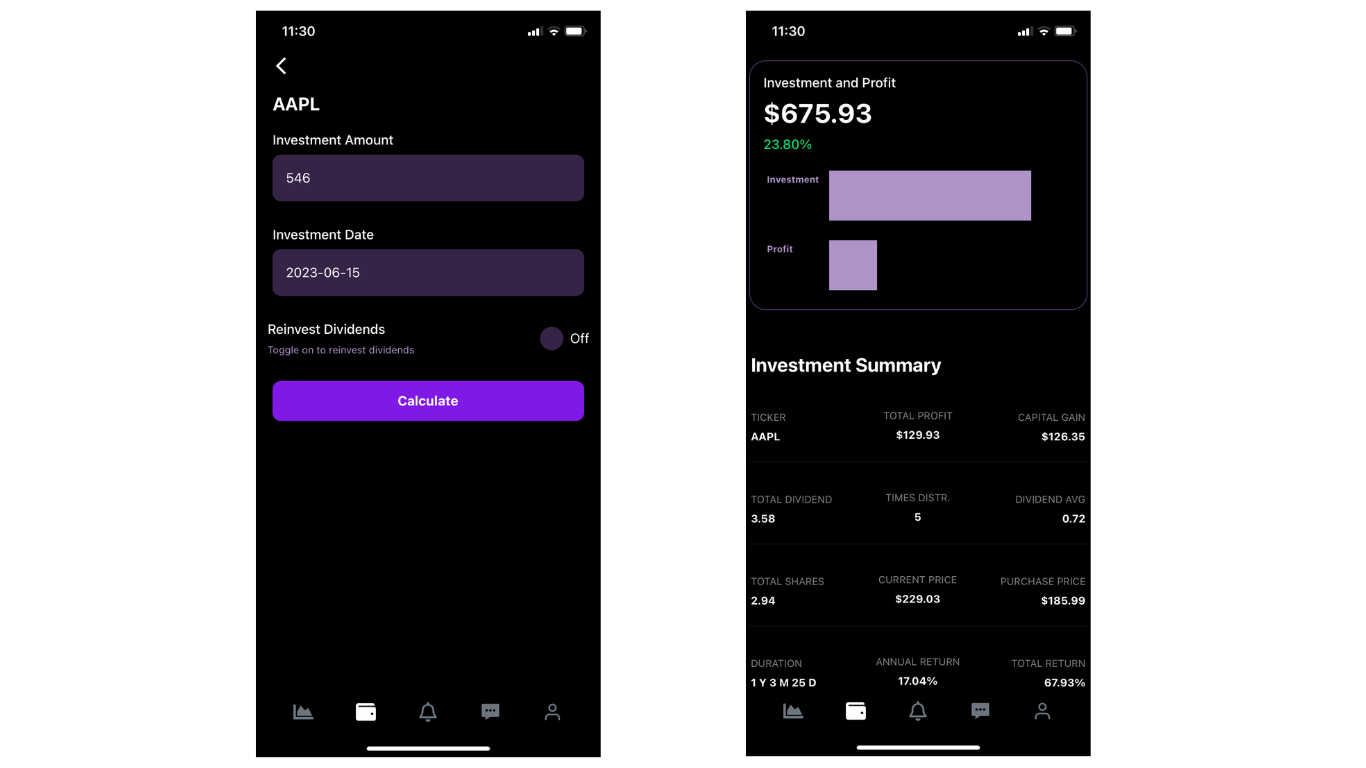 11:30
AAPL
Investment Amount
546
Investment Date
2023-06-15
Reinvest Dividends
Off
Toggle on to reinvest dividends
Calculate
11:30
Investment and Profit
$675.93
23.80%
Investment
Profit
Investment Summary
TICKER TOTAL PROFIT CAPITAL GAIN
AAPL $129.93 $126.35
TOTAL DIVIDEND TIMES DISTR. DIVIDEND AVG
3.58 5 0.72
TOTAL SHARES CURRENT PRICE PURCHASE PRICE
2.94 $229.03 $185.99
DURATION ANNUAL RETURN TOTAL RETURN
1 Y 3 M 25 D 17.04% 67.93%